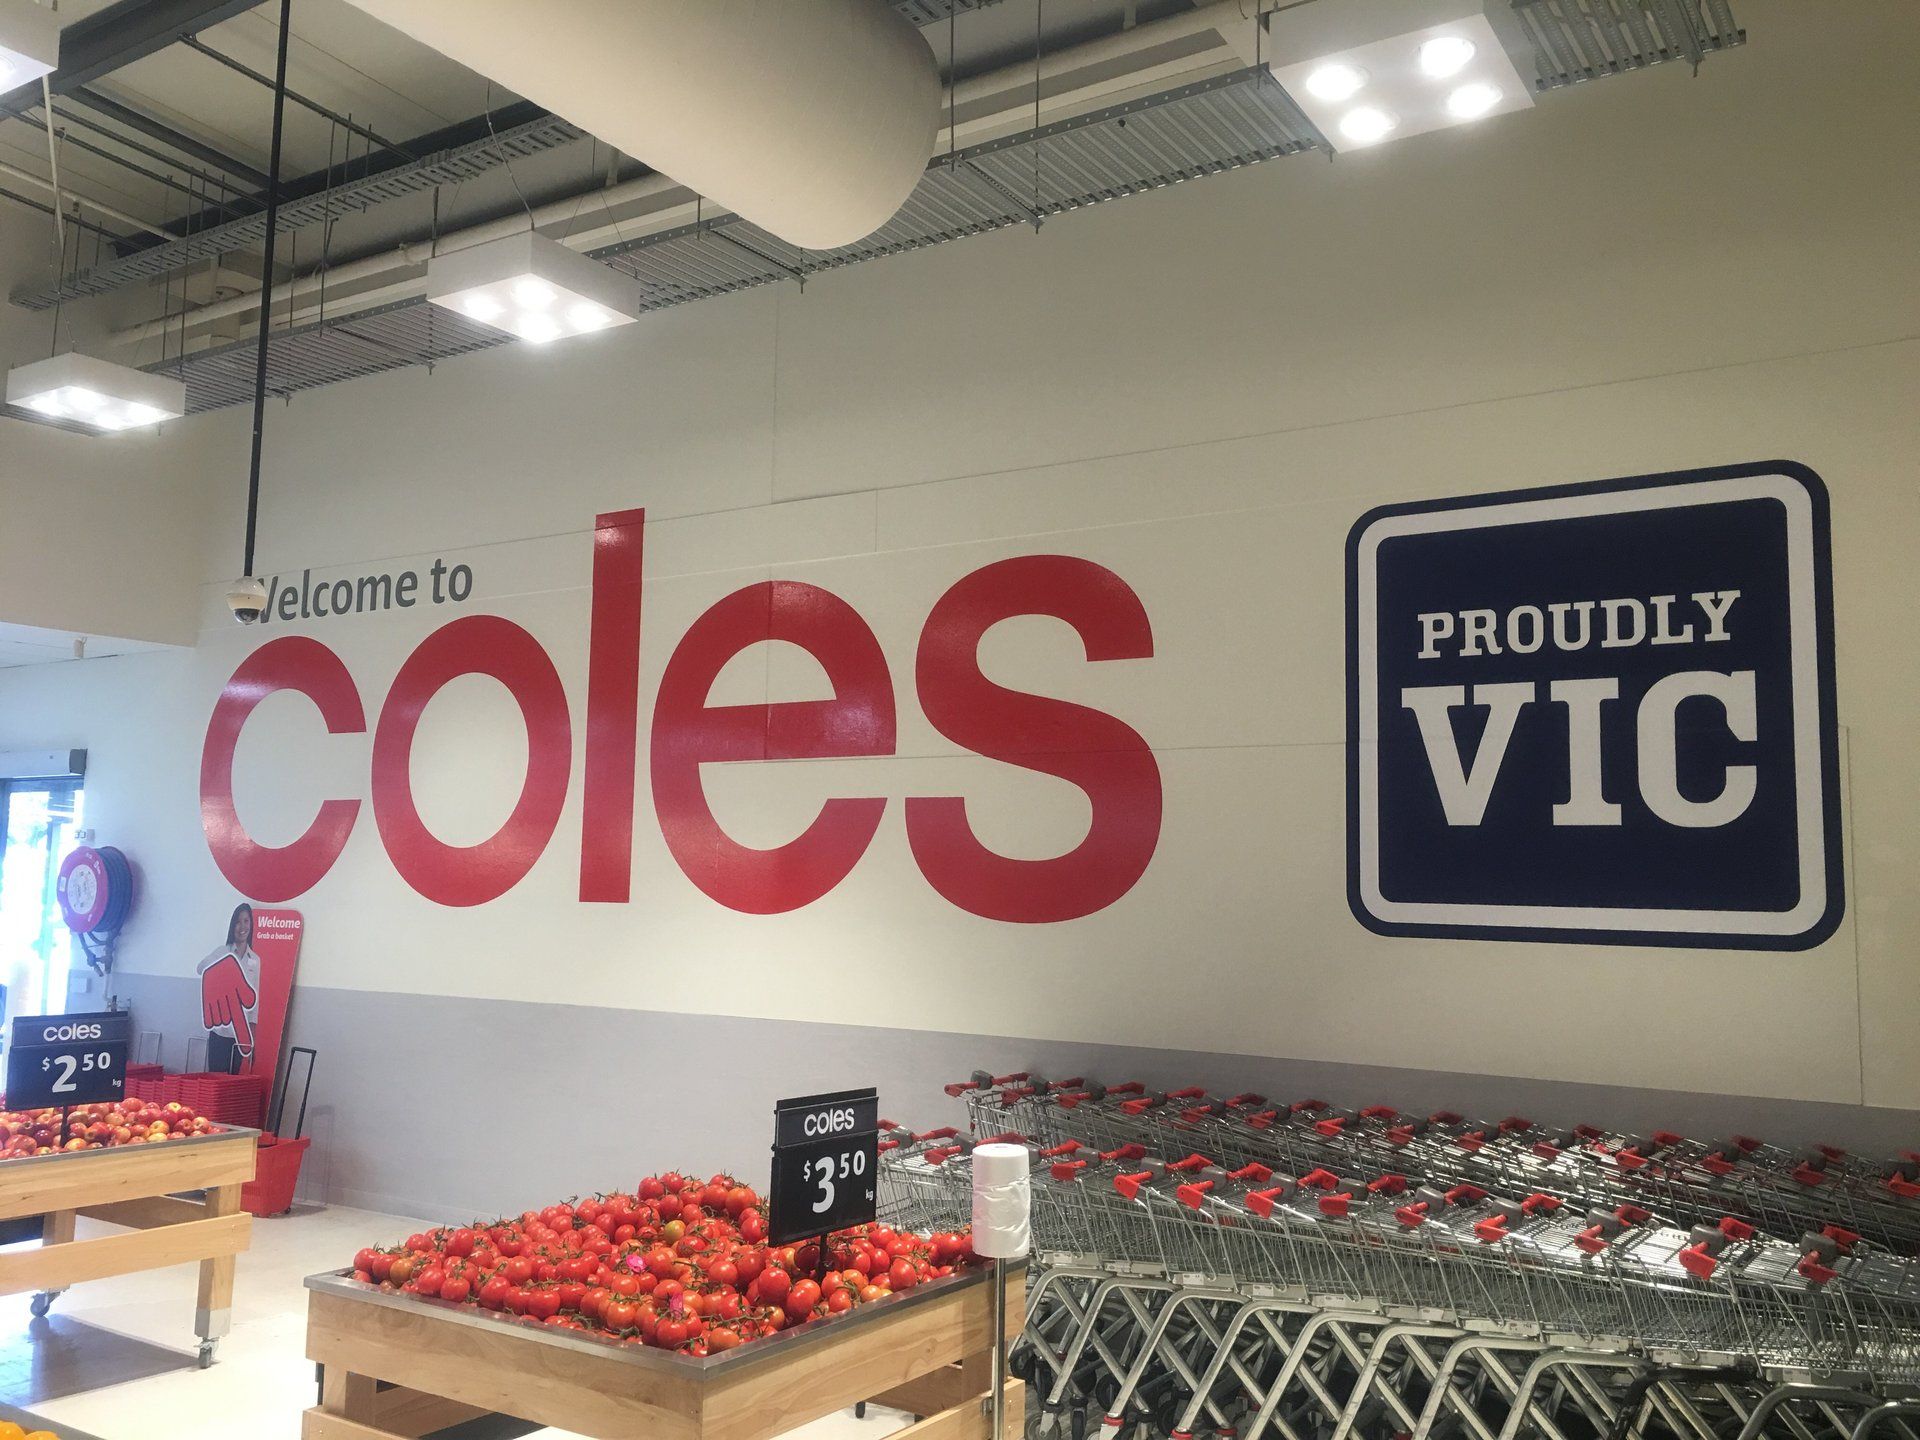 Welcome to
coles
PROUDLY
VIC
Welcome
Grab a basket
coles
$2 50
kg
coles
$3 50
kg